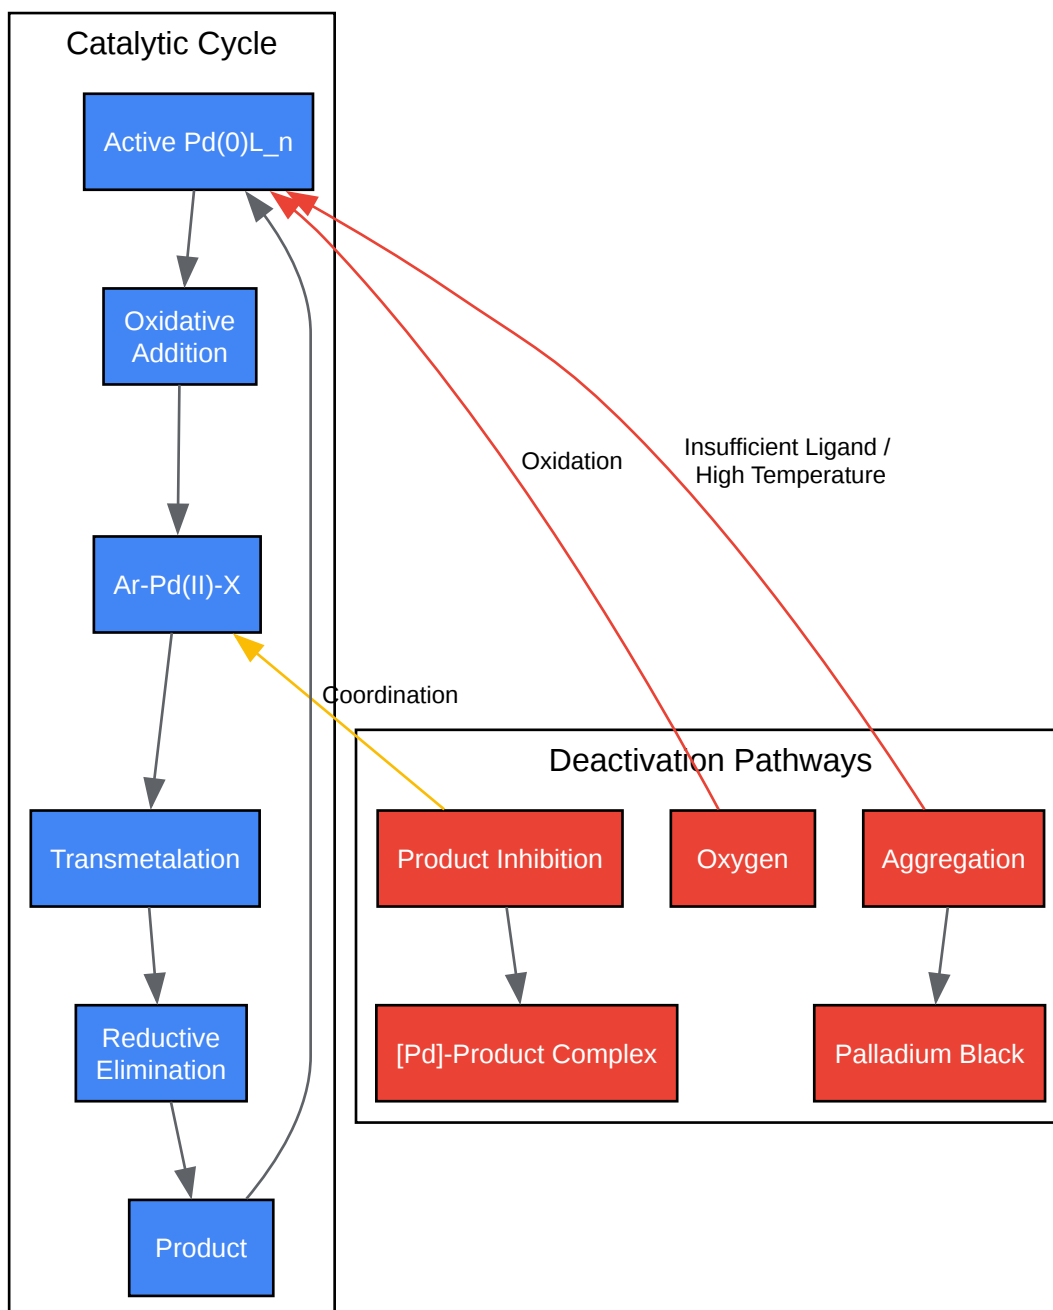 Catalytic Cycle
Active Pd(0)L_n
Oxidative
Addition
Oxidation
Insufficient Ligand /
High Temperature
Ar-Pd(II)-X
Coordination
Deactivation Pathways
Transmetalation
Product Inhibition
Oxygen
Aggregation
Reductive
Elimination
[Pd]-Product Complex
Palladium Black
Product